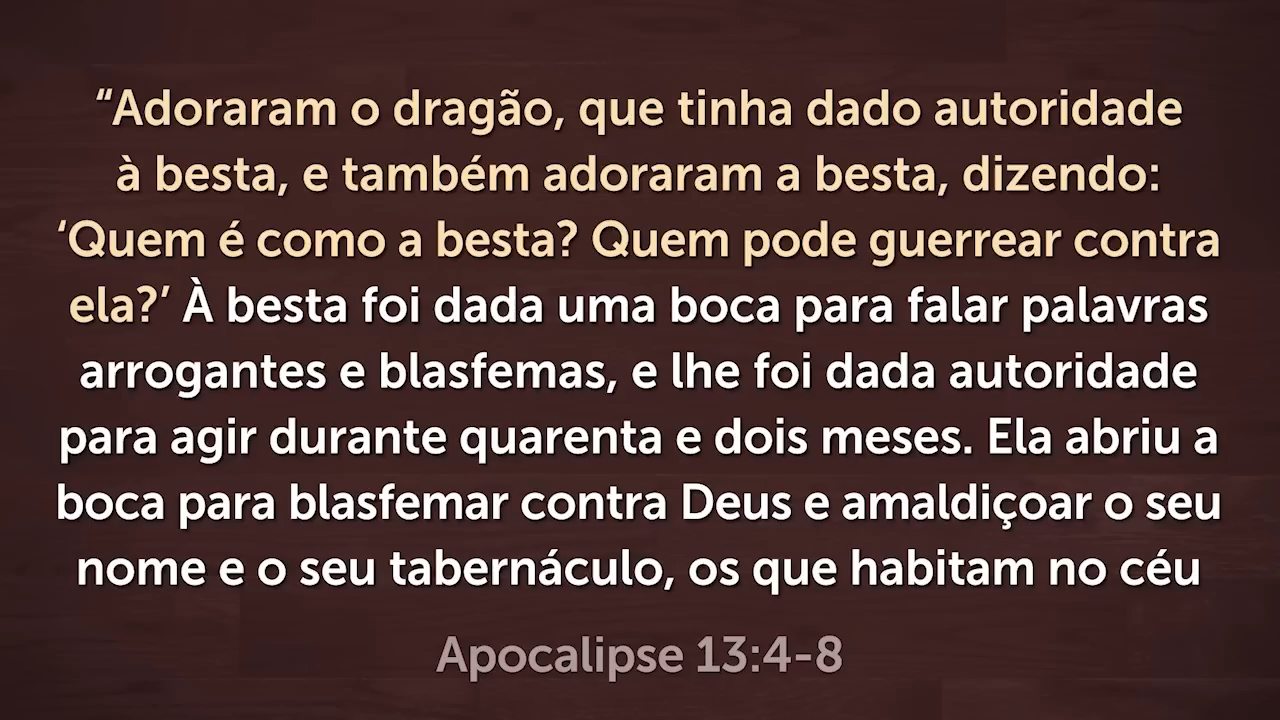 “Adoraram o dragão, que tinha dado autoridade
à besta, e também adoraram a besta, dizendo:
‘Quem é como a besta? Quem pode guerrear contra
ela?’ À besta foi dada uma boca para falar palavras
arrogantes e blasfemas, e lhe foi dada autoridade
para agir durante quarenta e dois meses. Ela abriu a
boca para blasfemar contra Deus e amaldiçoar o seu
nome e o seu tabernáculo, os que habitam no céu
Apocalipse 13:4-8